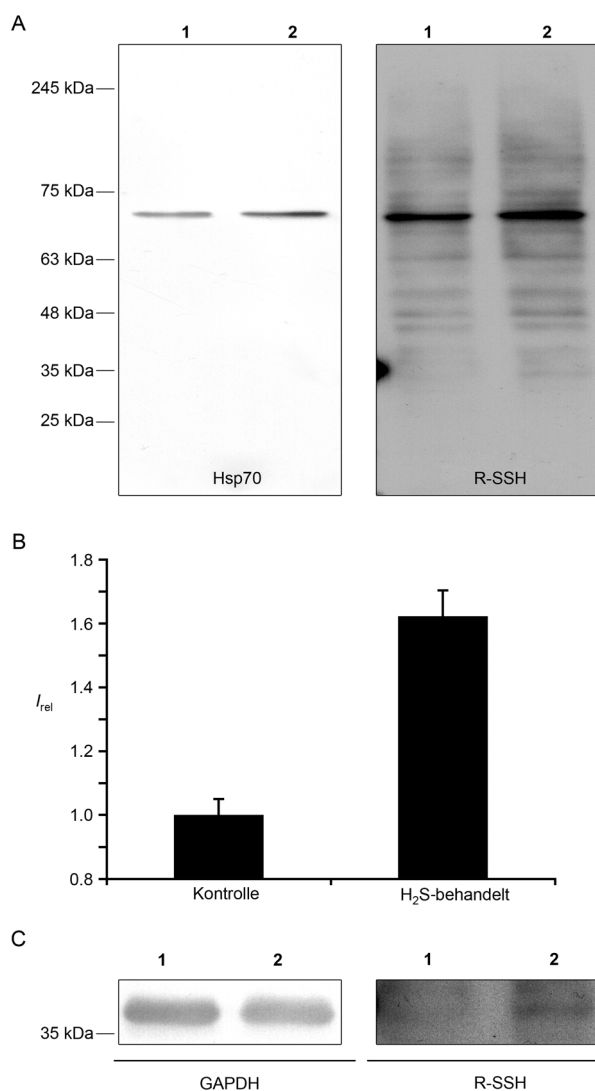 A
1 2 1 2
245 kDa
75 kDa
63 kDa
48 kDa
35 kDa
25 kDa
Hsp70 R-SSH
B
1.8
1.6
1.4
Irel
1.2
1.0
0.8
Kontrolle H₂S-behandelt
C
1 2 1 2
35 kDa
GAPDH R-SSH